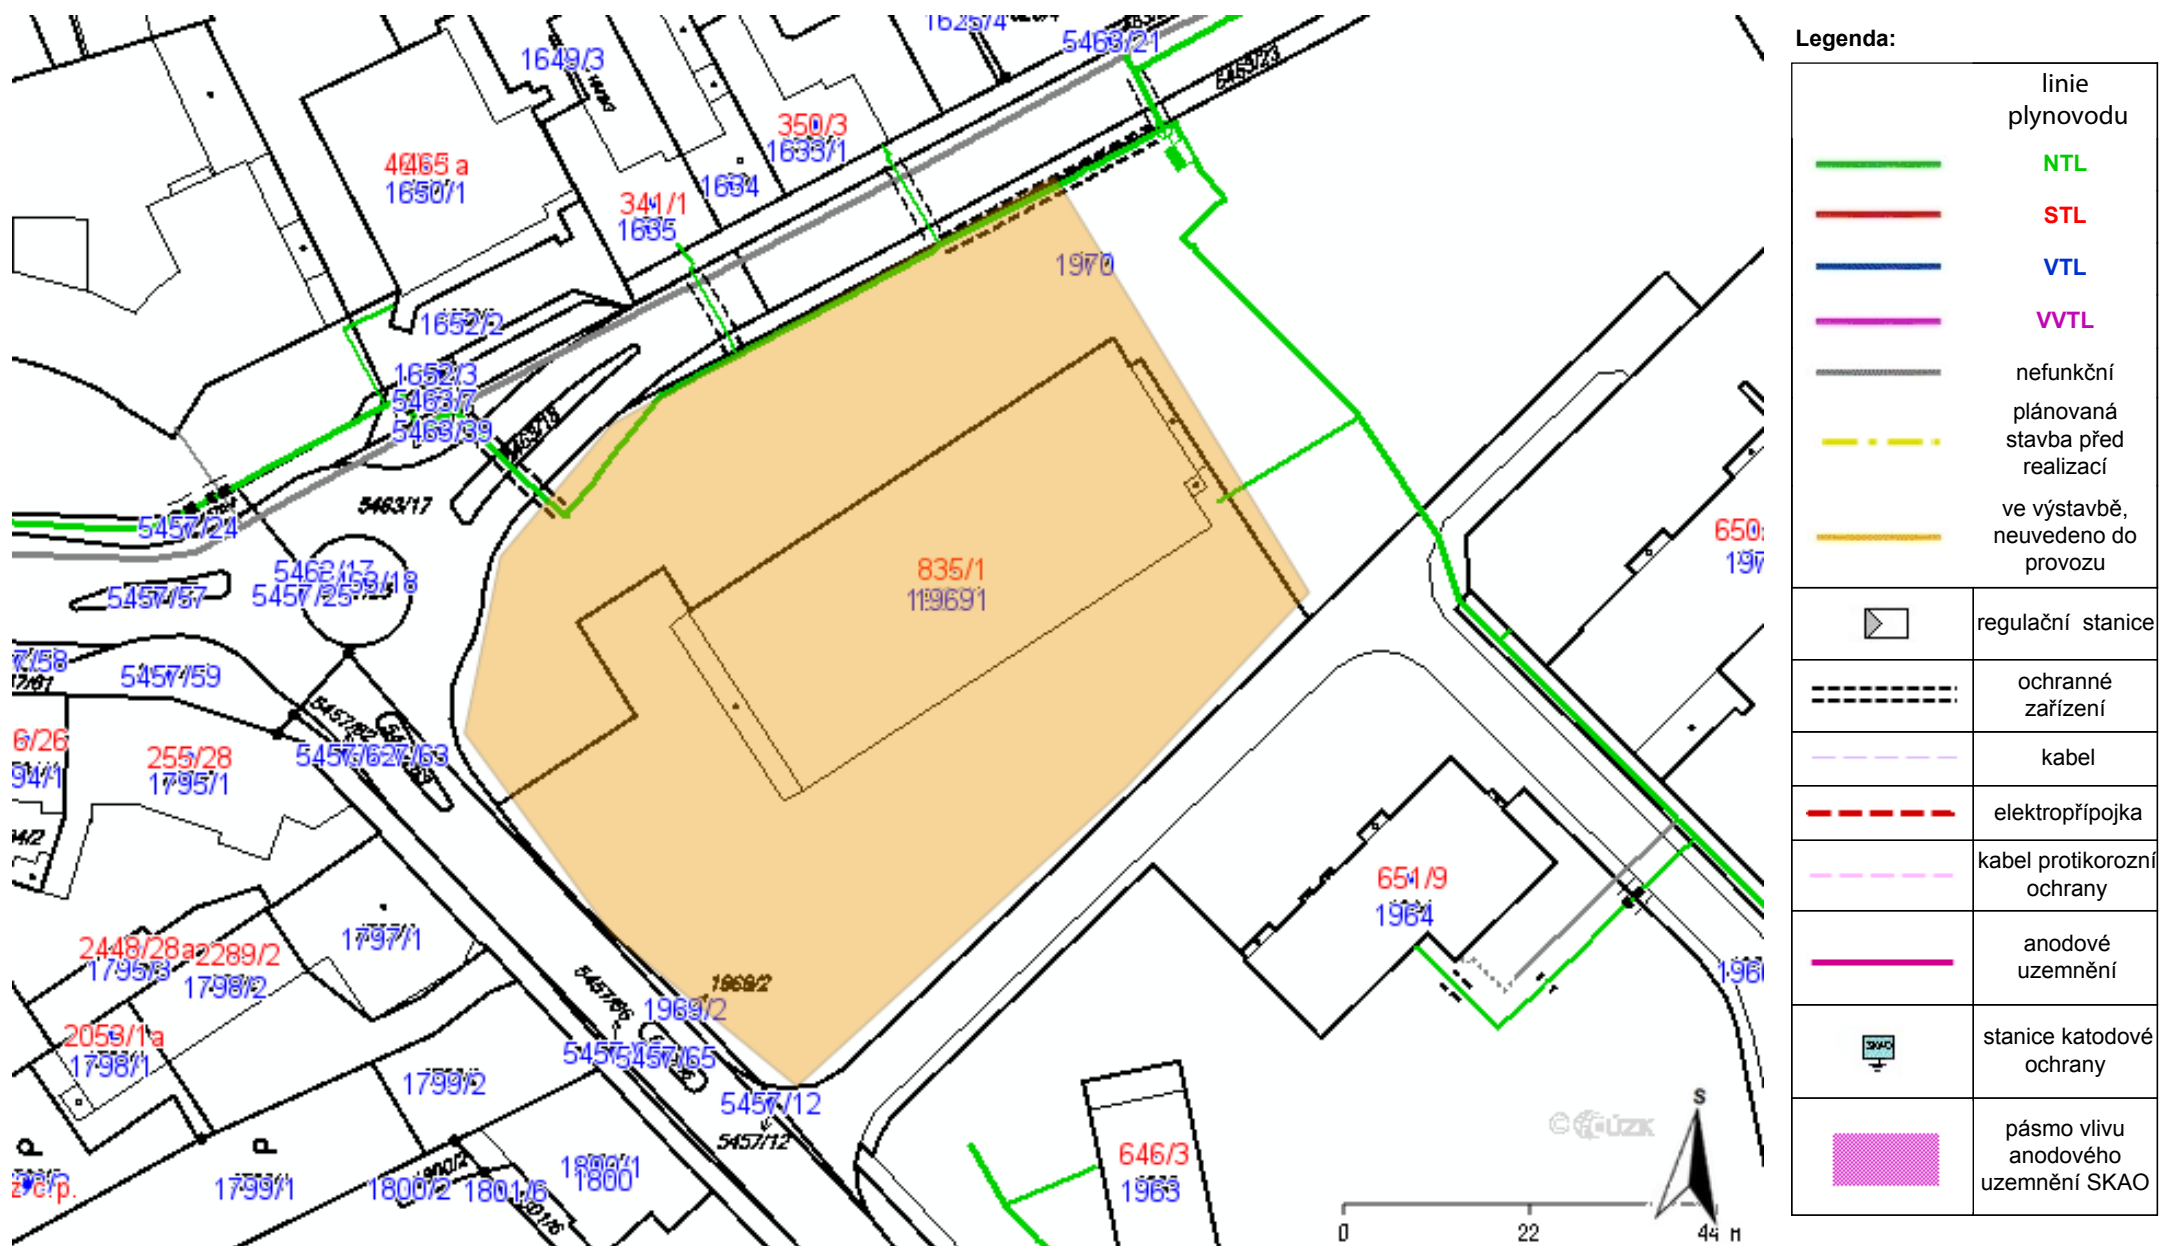 5463/21
5453/23
1649/3
350/3
1633/1
1634
1650/1
341/1
1635
1970
1652/2
1652/3
5463/7
5463/39
5463/17
5457/24
5457/57
835/1
5457/59
255/28
1795/1
6/26
94/1
651/9
1964
2448/28a
2289/2
1795/3
1798/2
1797/1
2053/1a
1798/1
1969/2
5457/65
5457/12
5457/12
1799/2
1799/1
1800/2
1801/6
1800
646/3
1963
P
P
S
0
22
44 M
Legenda:
linie
plynovodu
NTL
STL
VTL
VVTL
nefunkční
plánovaná
stavba před
realizací
ve výstavbě,
neuvedeno do
provozu
regulační stanice
ochranné
zařízení
kabel
elektropřípojka
kabel protikorozní
ochrany
anodové
uzemnění
stanice katodové
ochrany
pásmo vlivu
anodového
uzemnění SKAO